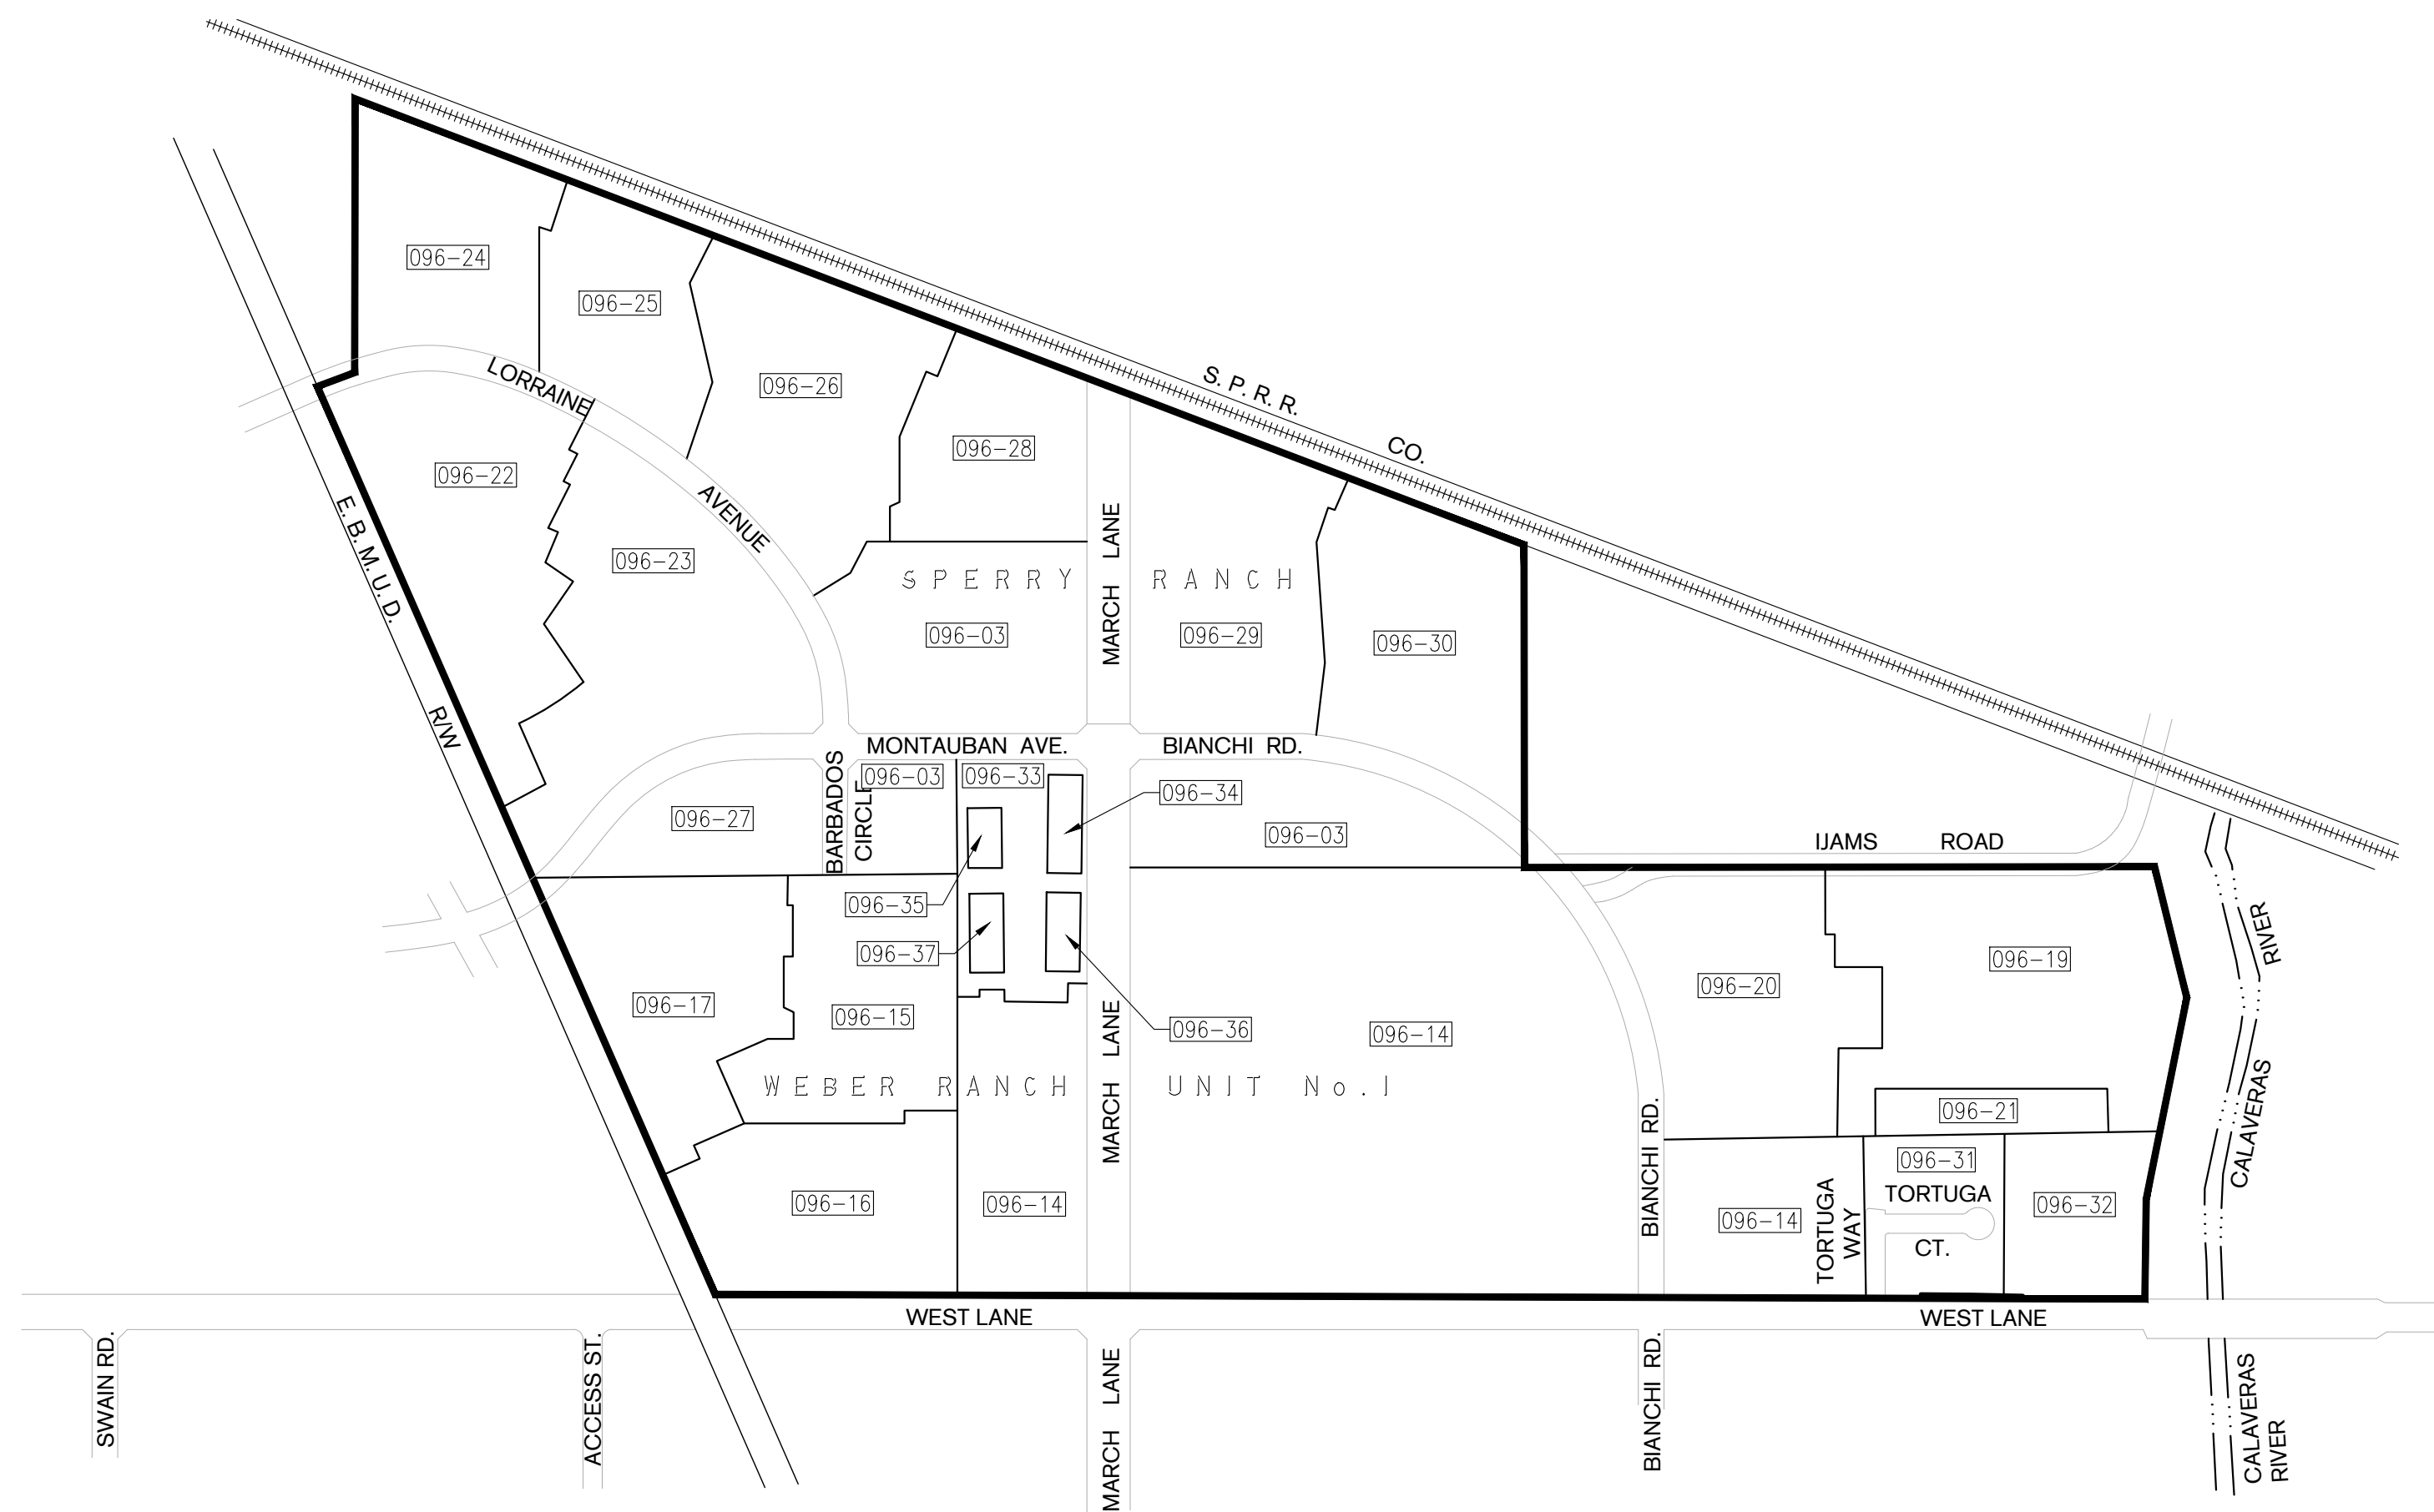 096-24
096-25
096-26
096-28
S. P. R. R.
CO.
LORRAINE
AVENUE
096-22
096-23
E. B. M. U. D.
R/W
MARCH LANE
SPERRY RANCH
096-03
096-29
096-30
MONTAUBAN AVE.
BIANCHI RD.
BARBADOS
CIRCLE
096-03
096-33
096-34
096-27
096-03
IJAMS ROAD
096-35
096-37
096-17
096-15
096-36
096-14
096-20
096-19
RIVER
CALAVERAS
WEBER RANCH UNIT No.1
MARCH LANE
096-21
BIANCHI RD.
096-16
096-14
096-14
TORTUGA
WAY
096-31
TORTUGA
CT.
096-32
WEST LANE
WEST LANE
SWAIN RD.
ACCESS ST.
MARCH LANE
BIANCHI RD.
CALAVERAS
RIVER